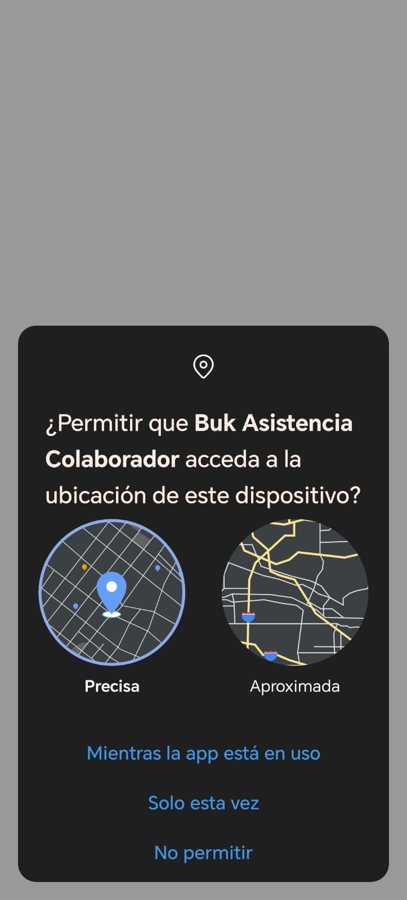 ¿Permitir que Buk Asistencia
Colaborador acceda a la
ubicación de este dispositivo?
Precisa
Aproximada
Mientras la app está en uso
Solo esta vez
No permitir